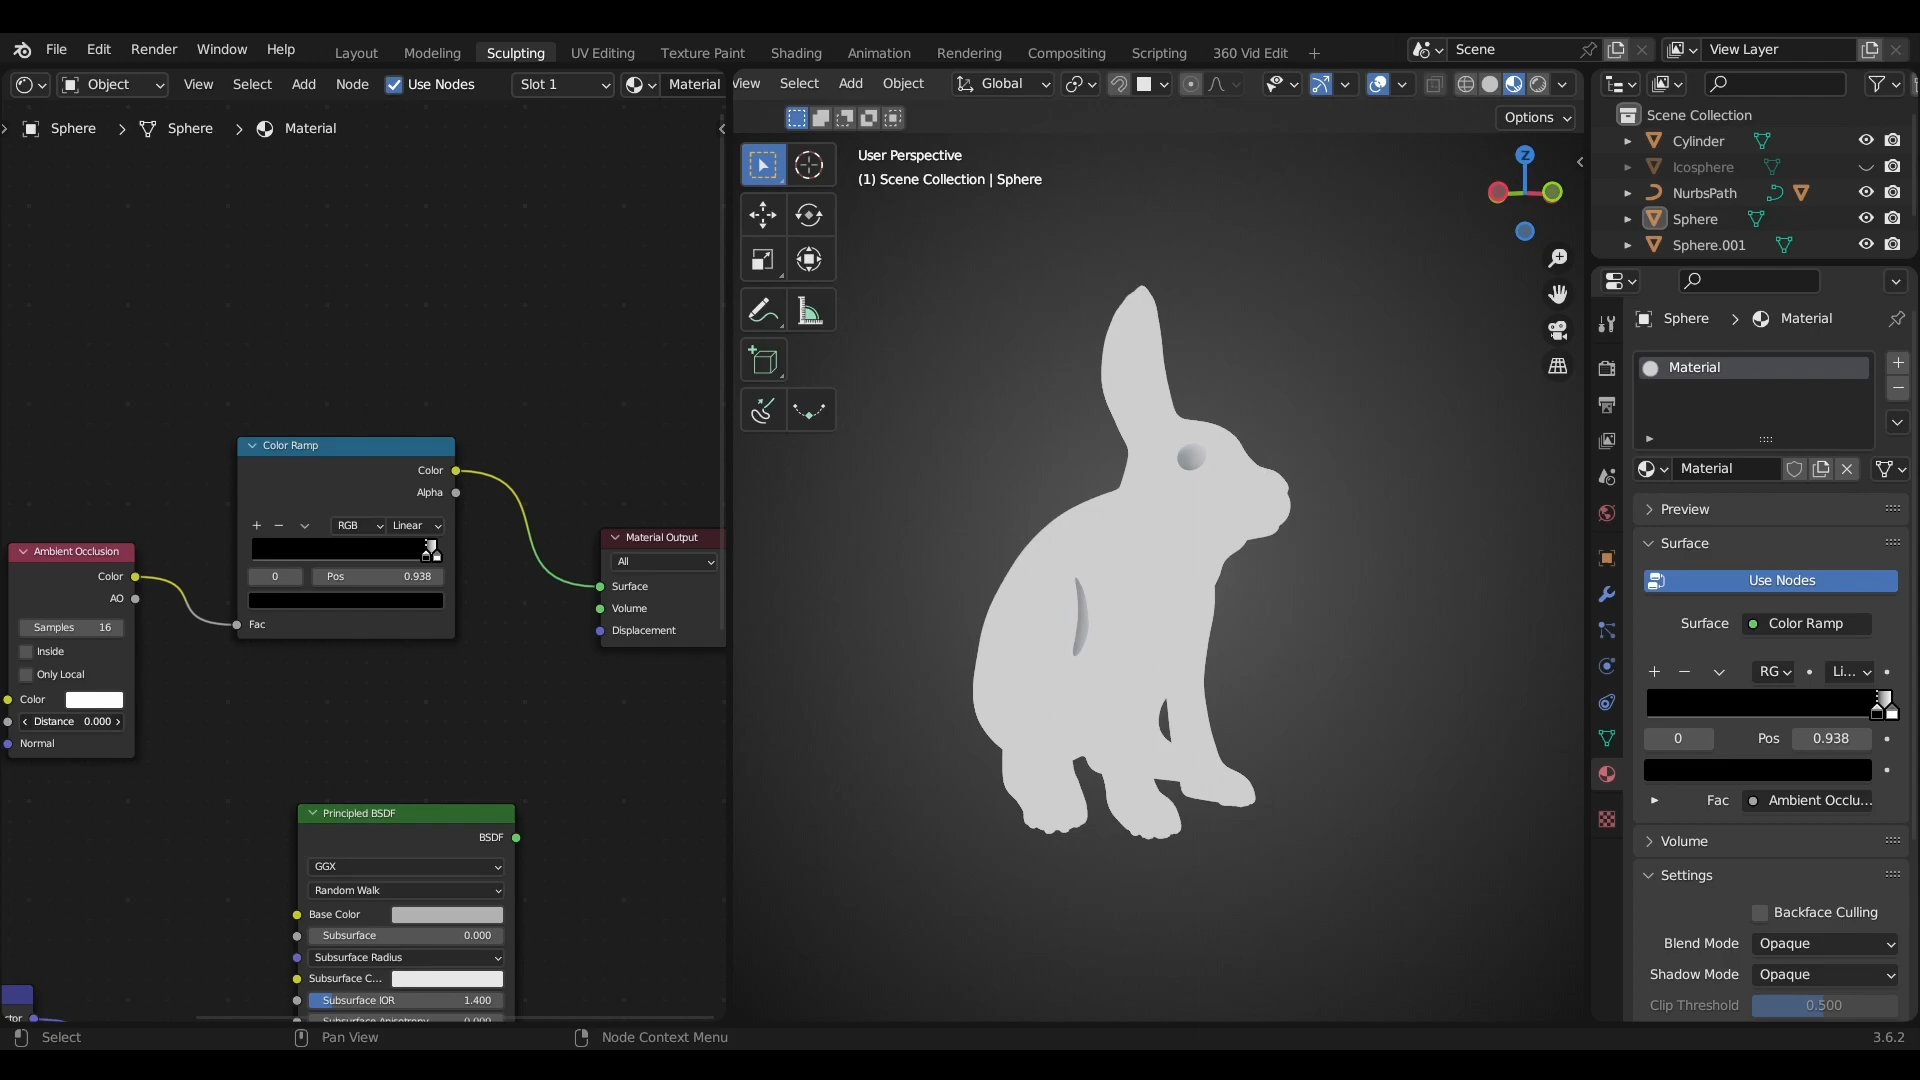 File Edit Render Window Help Layout Modeling Sculpting UV Editing Texture Paint Shading Animation Rendering Compositing Scripting 360 Vid Edit + Scene View Layer
Object View Select Add Node Use Nodes Slot 1 Material
Select Add Object Global
Options
Sphere > Sphere > Material
User Perspective
(1) Scene Collection | Sphere
Z
Color Ramp
Color
Alpha
RGB Linear
0 Pos 0.938
Fac
Ambient Occlusion
Color
AO
Samples 16
Inside
Only Local
Color
Distance 0.000
Normal
Material Output
All
Surface
Volume
Displacement
Principled BSDF
BSDF
GGX
Random Walk
Base Color
Subsurface 0.000
Subsurface Radius
Subsurface C...
Subsurface IOR 1.400
Subsurface Anisotropy 0.000
Scene Collection
Cylinder
Icosphere
NurbsPath
Sphere
Sphere.001
Sphere > Material
Material
Material
Preview
Surface
Use Nodes
Surface Color Ramp
RG Li...
0 Pos 0.938
Fac Ambient Occlu...
Volume
Settings
Backface Culling
Blend Mode Opaque
Shadow Mode Opaque
Clip Threshold 0.500
Select Pan View Node Context Menu 3.6.2